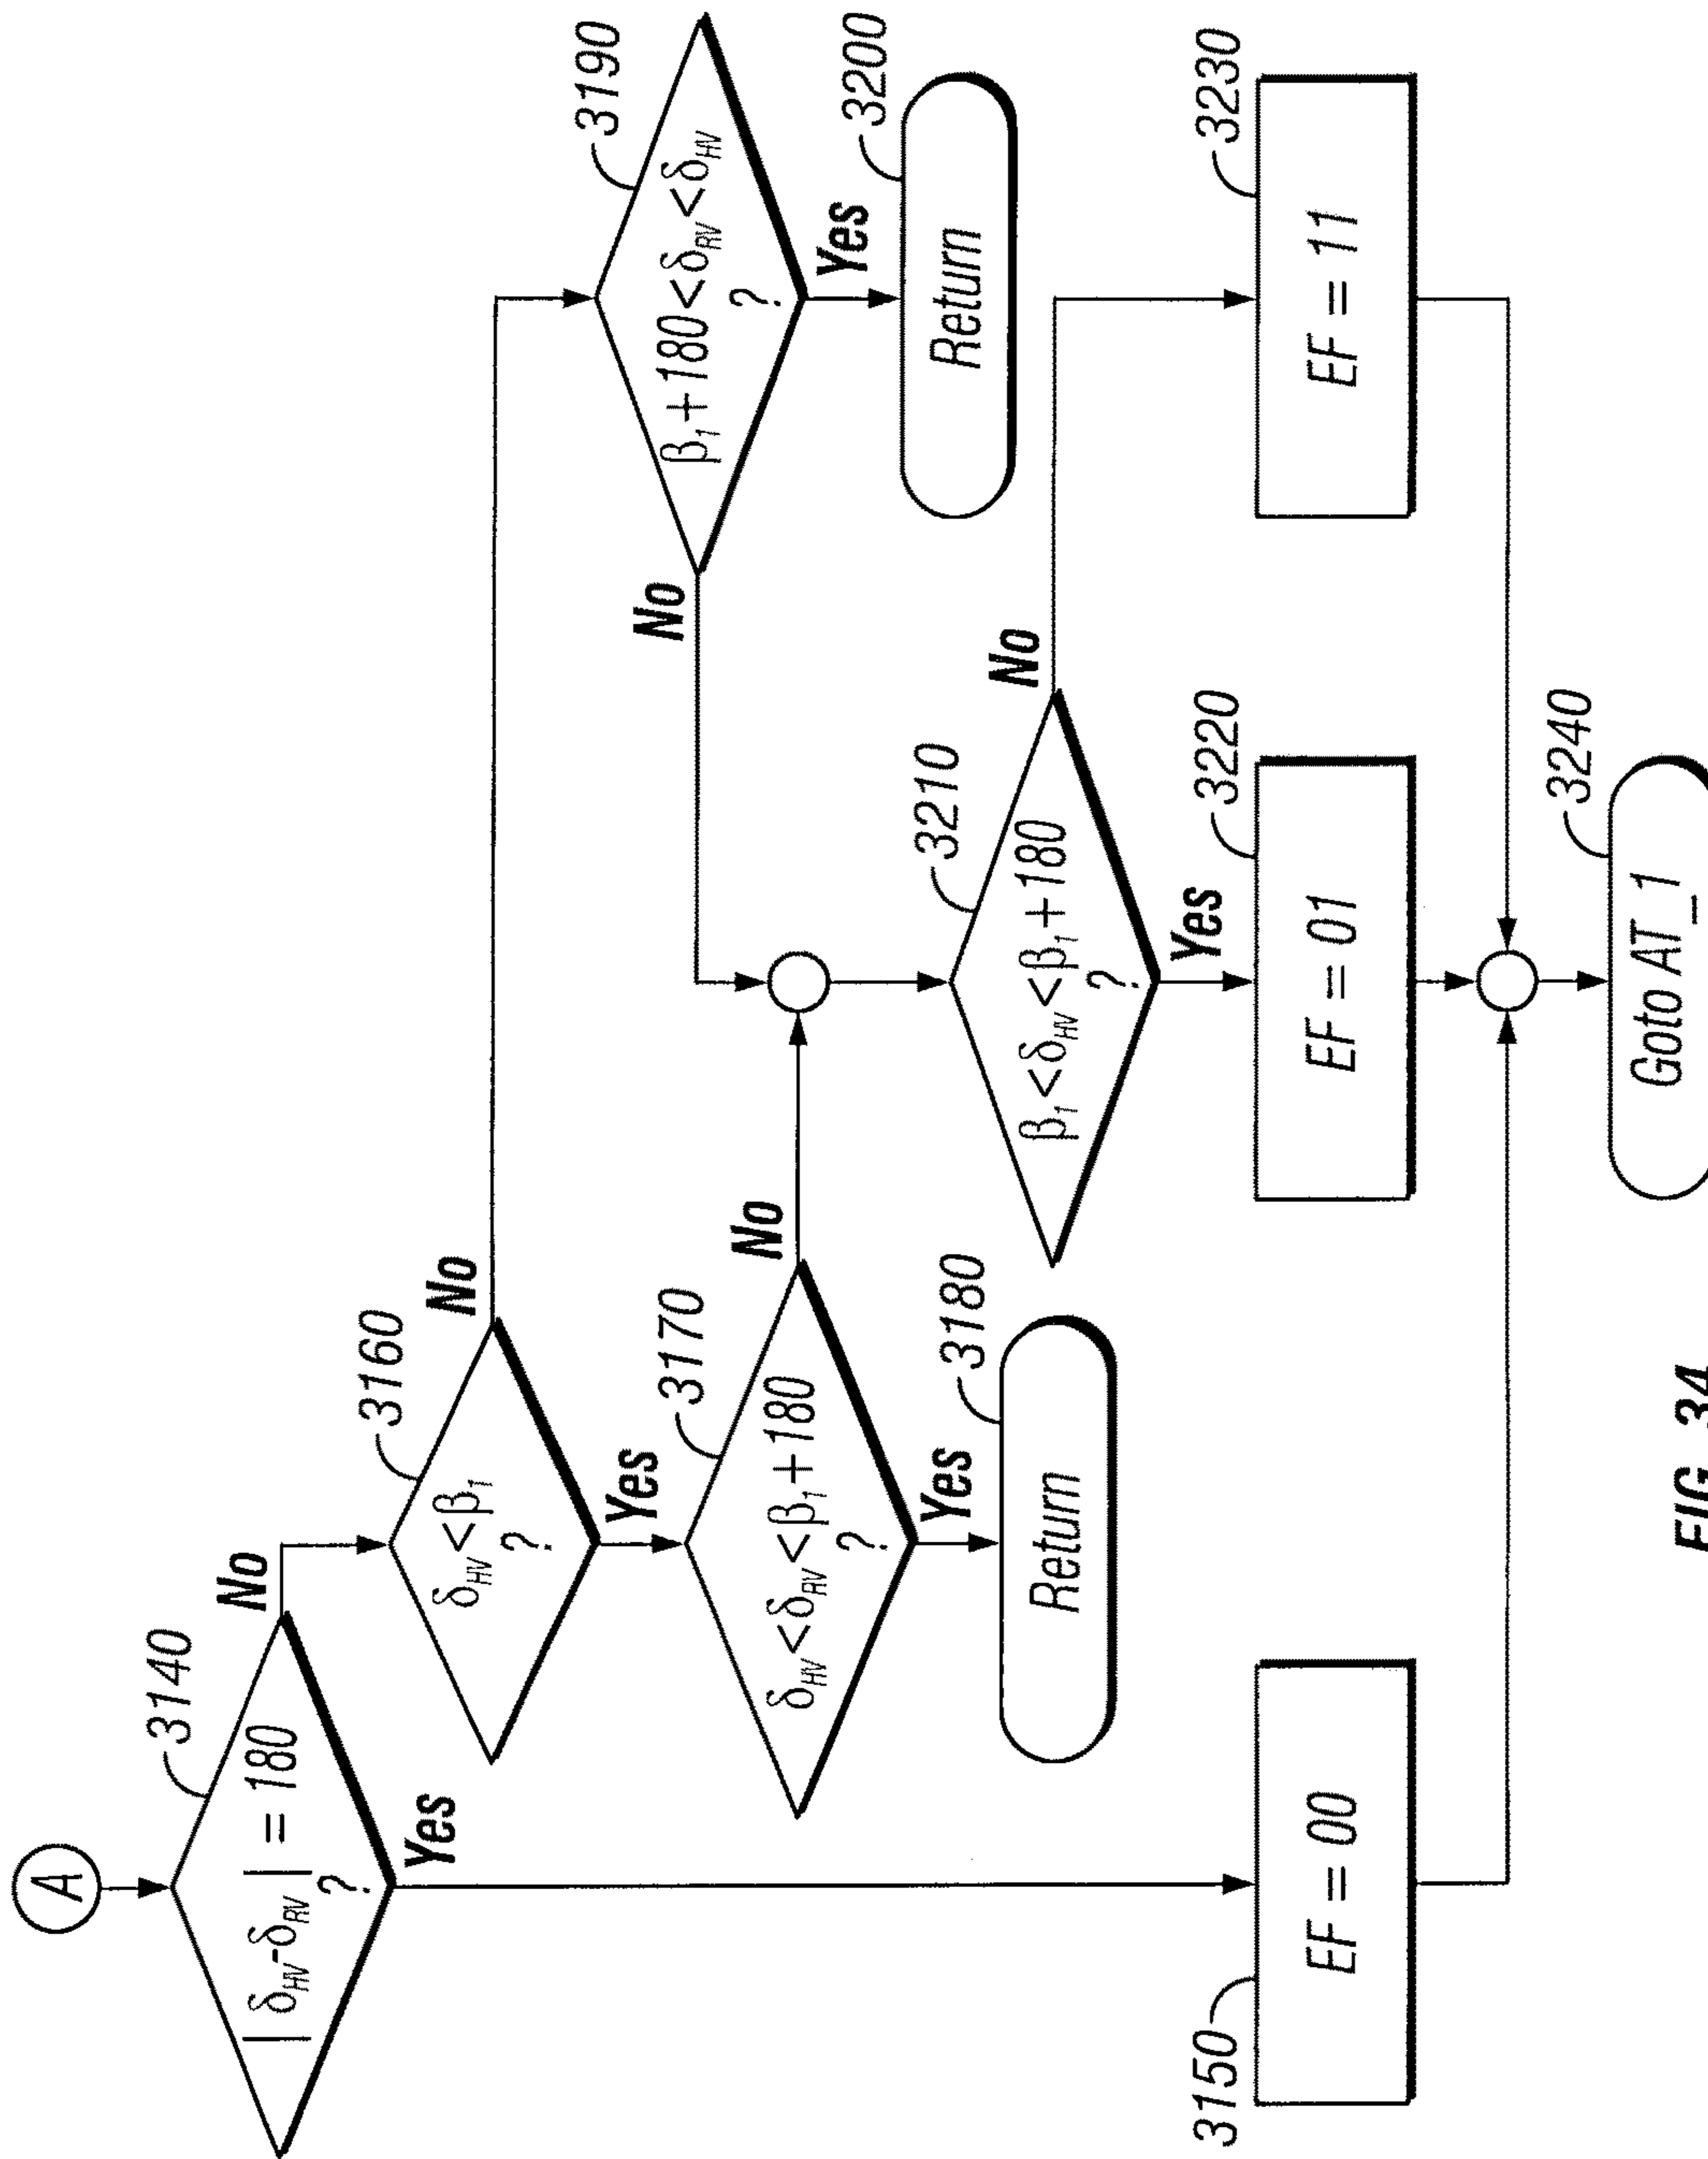 A
3140
| δHV-δRV | = 180
?
No
Yes
3160
δHV < β1
?
No
Yes
3170
δHV < δRV < β1 + 180
?
No
Yes
3180
Return
3190
β1 + 180 < δRV < δHV
?
No
Yes
3200
Return
3210
β1 < δHV < β1 + 180
?
No
Yes
3150
EF = 00
3220
EF = 01
3230
EF = 11
3240
Goto AT_1
FIG. 34